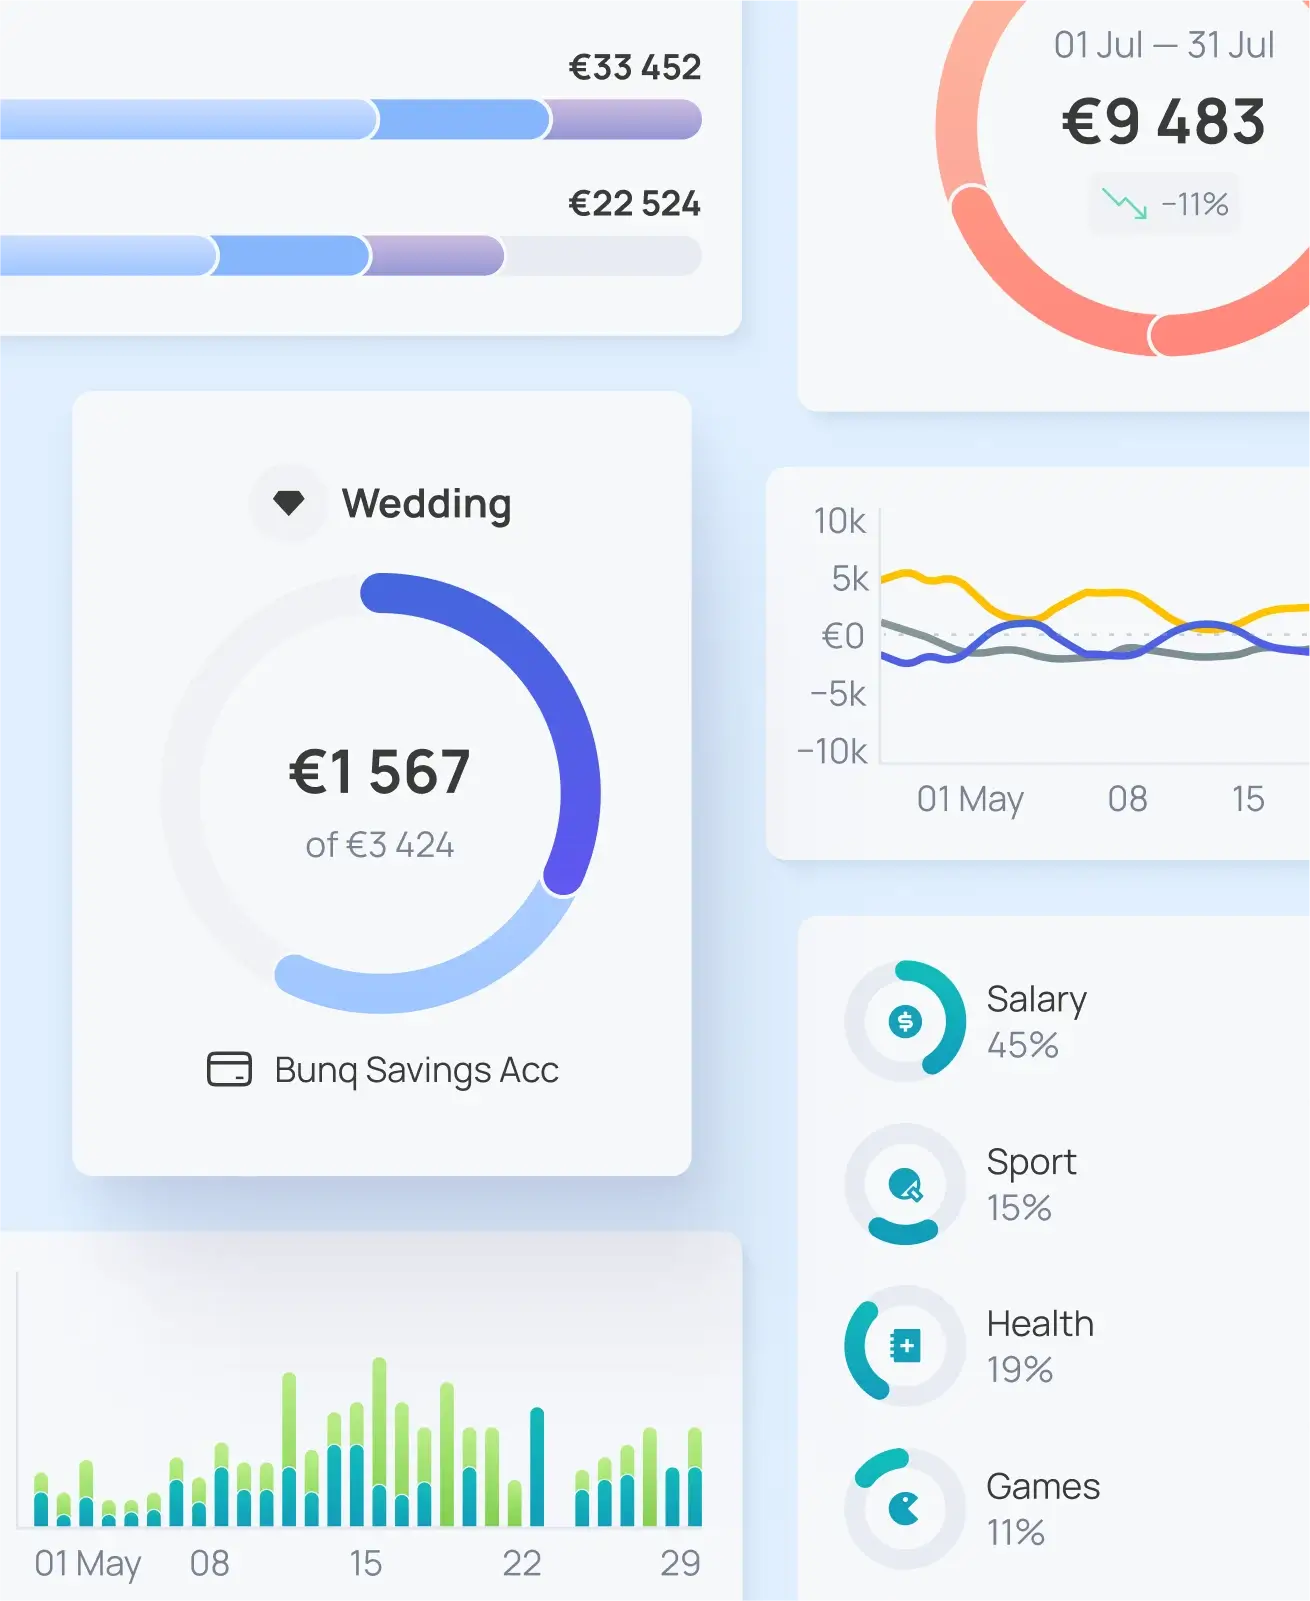 €33 452
€22 524
01 Jul — 31 Jul
€9 483
−11%
Wedding
€1 567
of €3 424
Bunq Savings Acc
10k
5k
€0
−5k
−10k
01 May 08 15
Salary
45%
Sport
15%
Health
19%
Games
11%
01 May 08 15 22 29